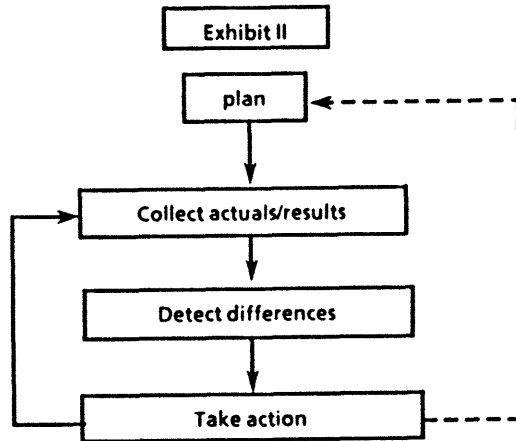 Exhibit II
plan
Collect actuals/results
Detect differences
Take action